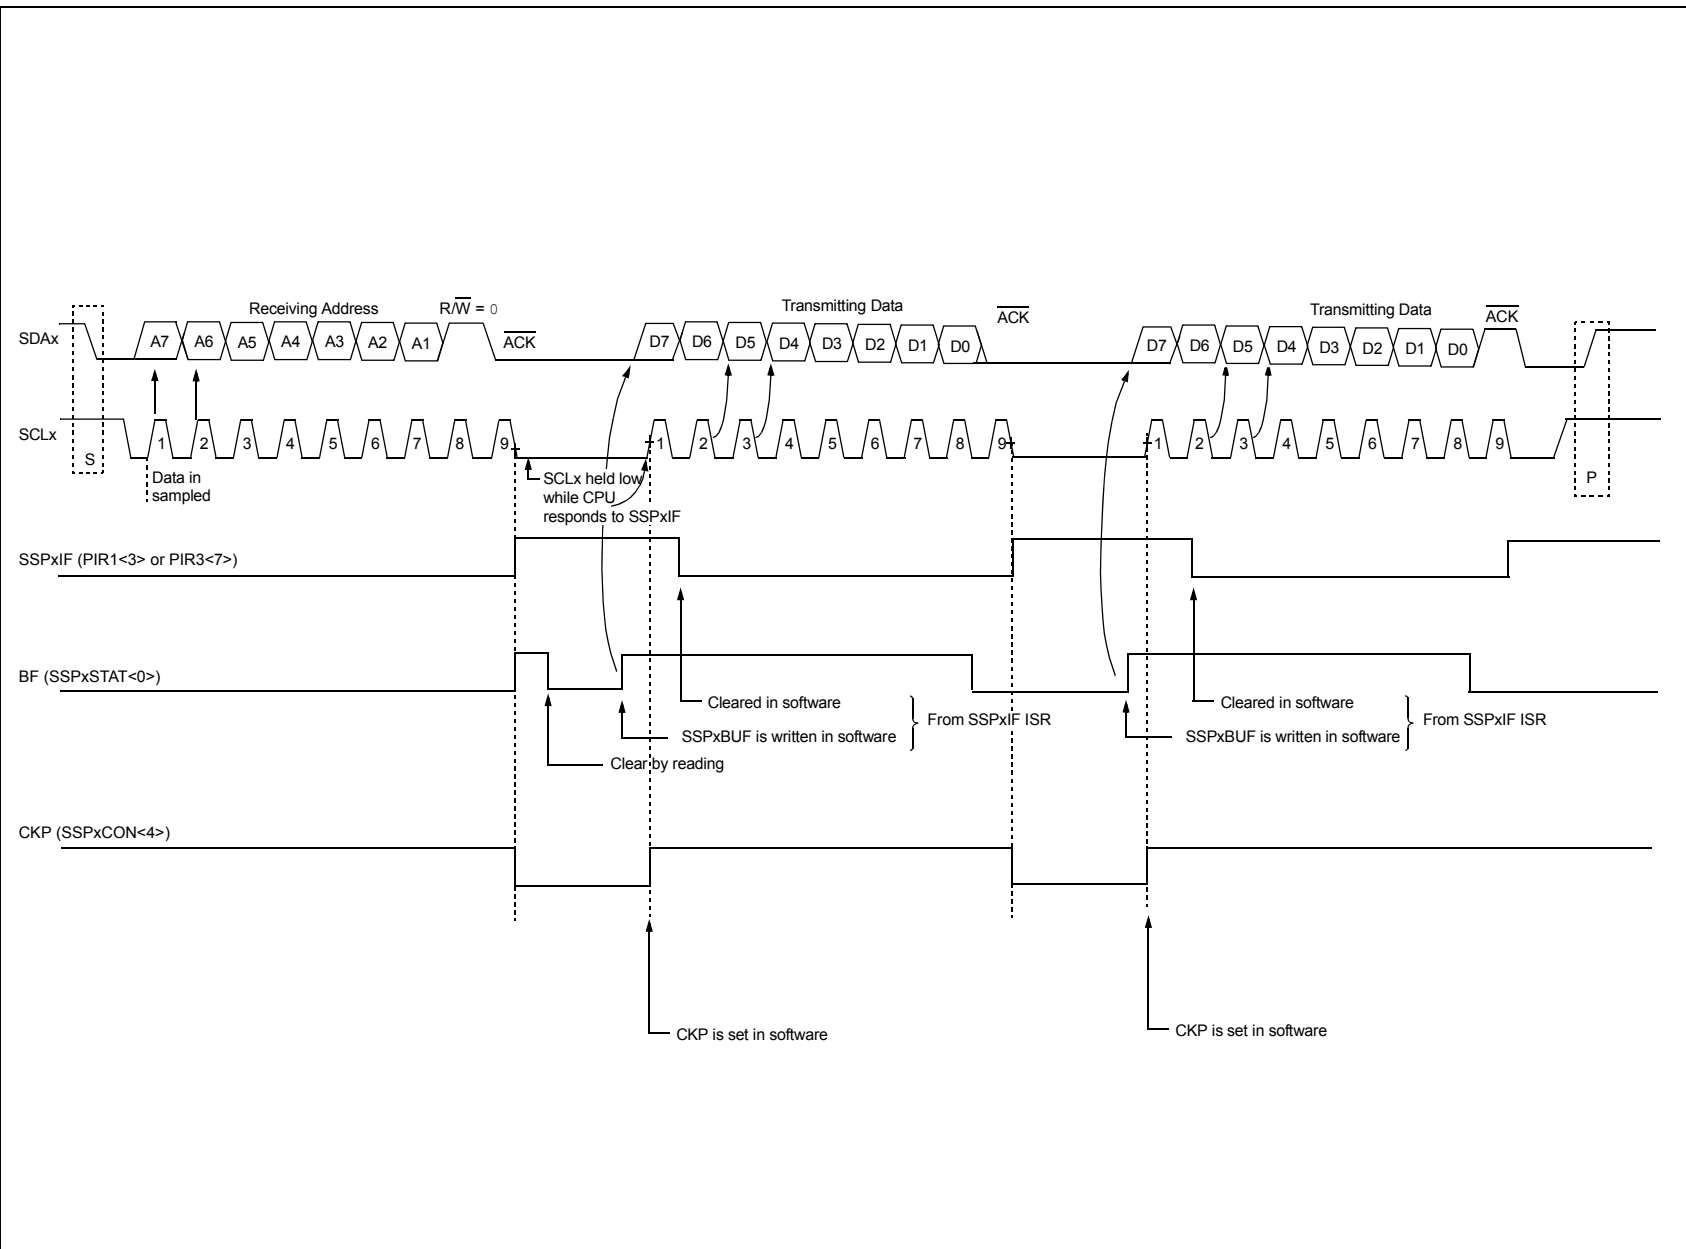 Receiving Address R/W = 0 Transmitting Data ACK Transmitting Data ACK
SDAx A7 A6 A5 A4 A3 A2 A1 ACK D7 D6 D5 D4 D3 D2 D1 D0 D7 D6 D5 D4 D3 D2 D1 D0
SCLx 1 2 3 4 5 6 7 8 9 1 2 3 4 5 6 7 8 9 1 2 3 4 5 6 7 8 9
S P
Data in
sampled
SCLx held low
while CPU
responds to SSPxIF
SSPxIF (PIR1<3> or PIR3<7>)
BF (SSPxSTAT<0>)
Cleared in software
SSPxBUF is written in software
From SSPxIF ISR
Clear by reading
Cleared in software
SSPxBUF is written in software
From SSPxIF ISR
CKP (SSPxCON<4>)
CKP is set in software
CKP is set in software